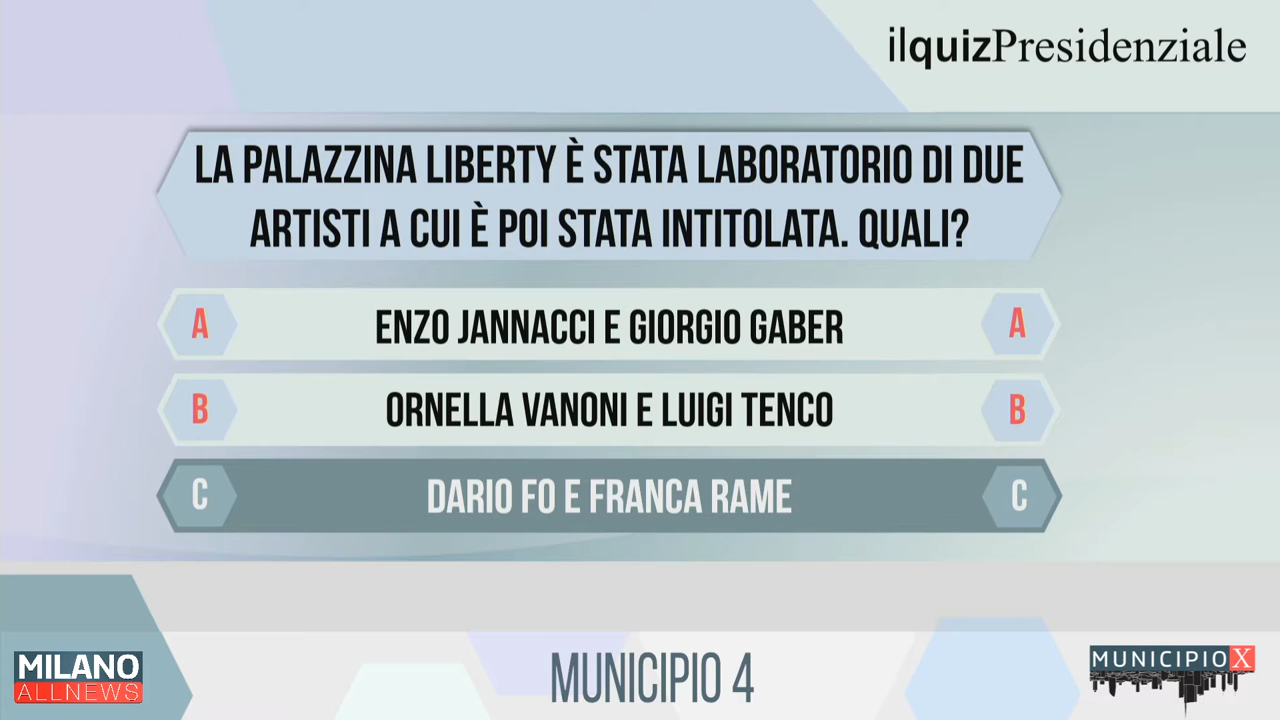 ilquizPresidenziale
LA PALAZZINA LIBERTY È STATA LABORATORIO DI DUE
ARTISTI A CUI È POI STATA INTITOLATA. QUALI?
A ENZO JANNACCI E GIORGIO GABER A
B ORNELLA VANONI E LUIGI TENCO B
C DARIO FO E FRANCA RAME C
MILANO
ALLNEWS
MUNICIPIO 4
MUNICIPIO X